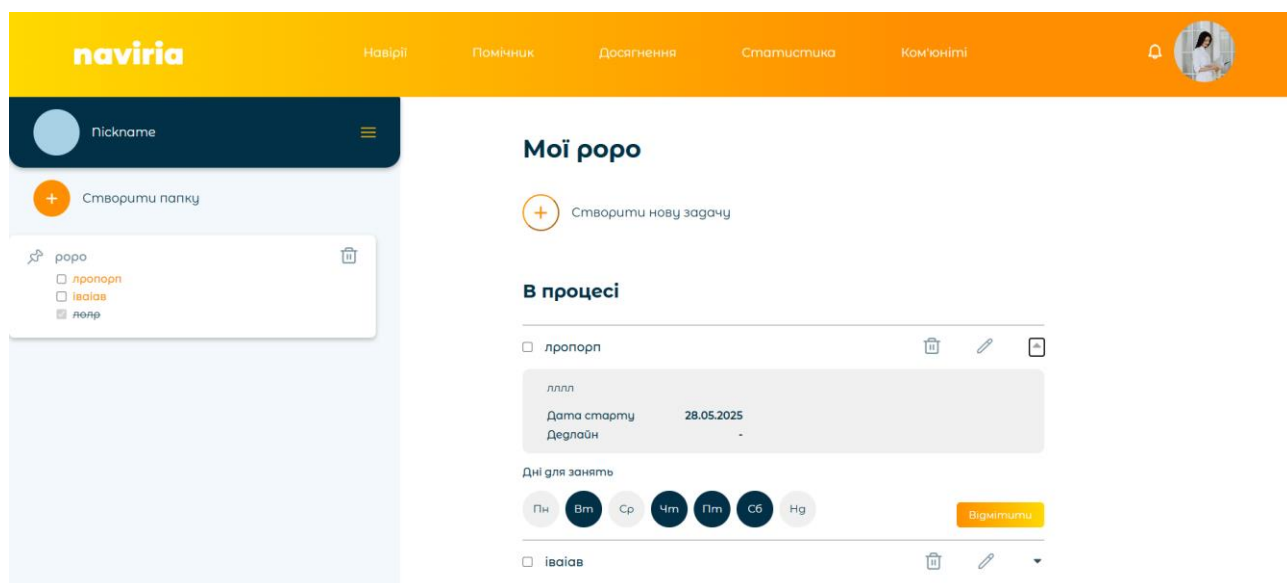 naviria
Навірії Помічник Досягнення Статистика Ком'юніті
Nickname
Створити папку
роро
лропорп
іваіав
лолр
Мої роро
Створити нову задачу
В процесі
лропорп
лллл
Дата старту 28.05.2025
Дедлайн -
Дні для занять
Пн Вт Ср Чт Пт Сб Нд
Відмітити
іваіав